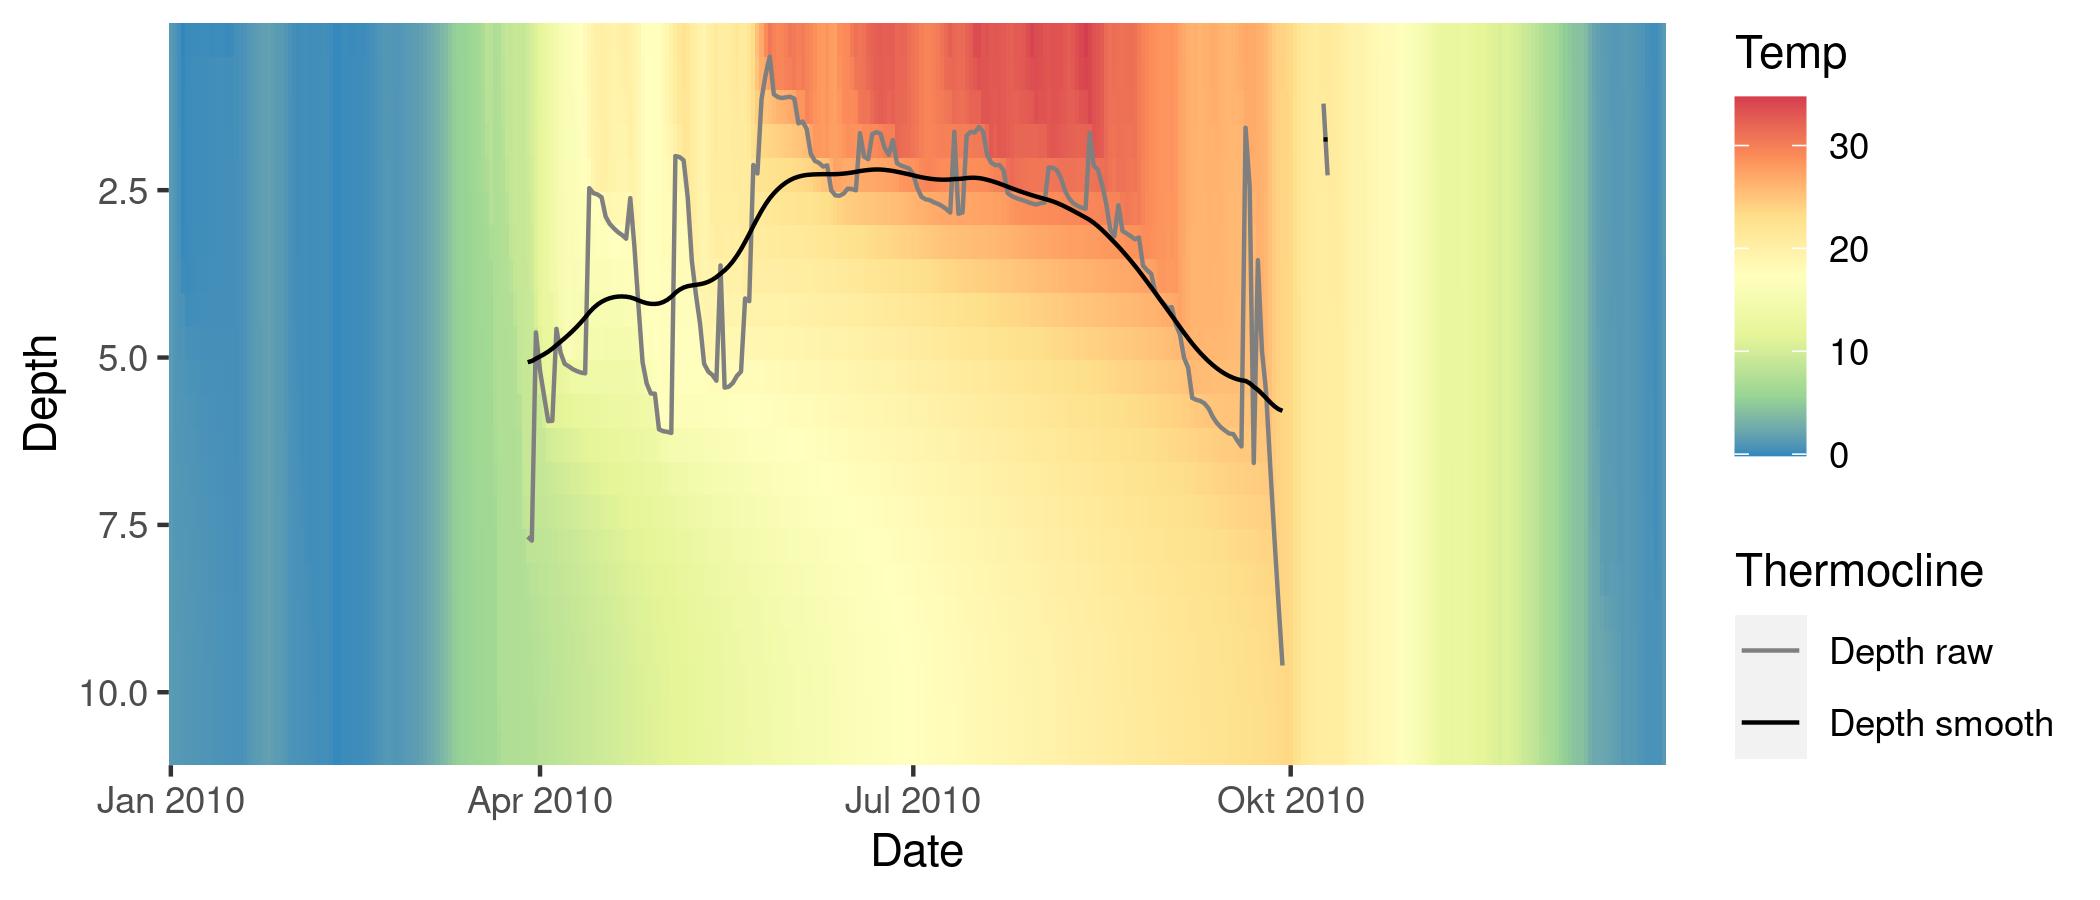 Temp
30
20
10
0
Thermocline
Depth raw
Depth smooth
Depth
2.5
5.0
7.5
10.0
Jan 2010
Apr 2010
Jul 2010
Okt 2010
Date